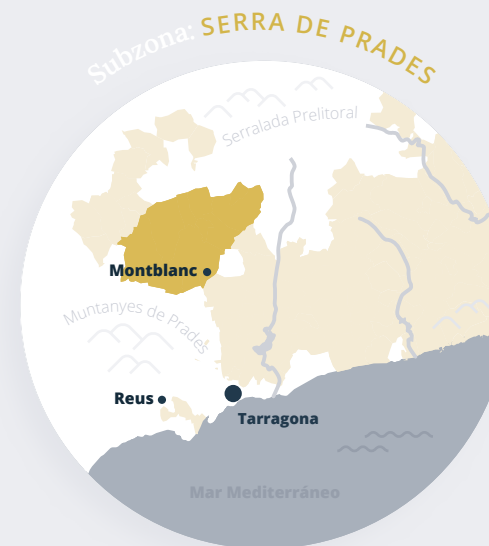 Subzona: SERRA DE PRADES
Serralada Prelitoral
Montblanc
Muntanyes de Prades
Reus
Tarragona
Mar Mediterráneo